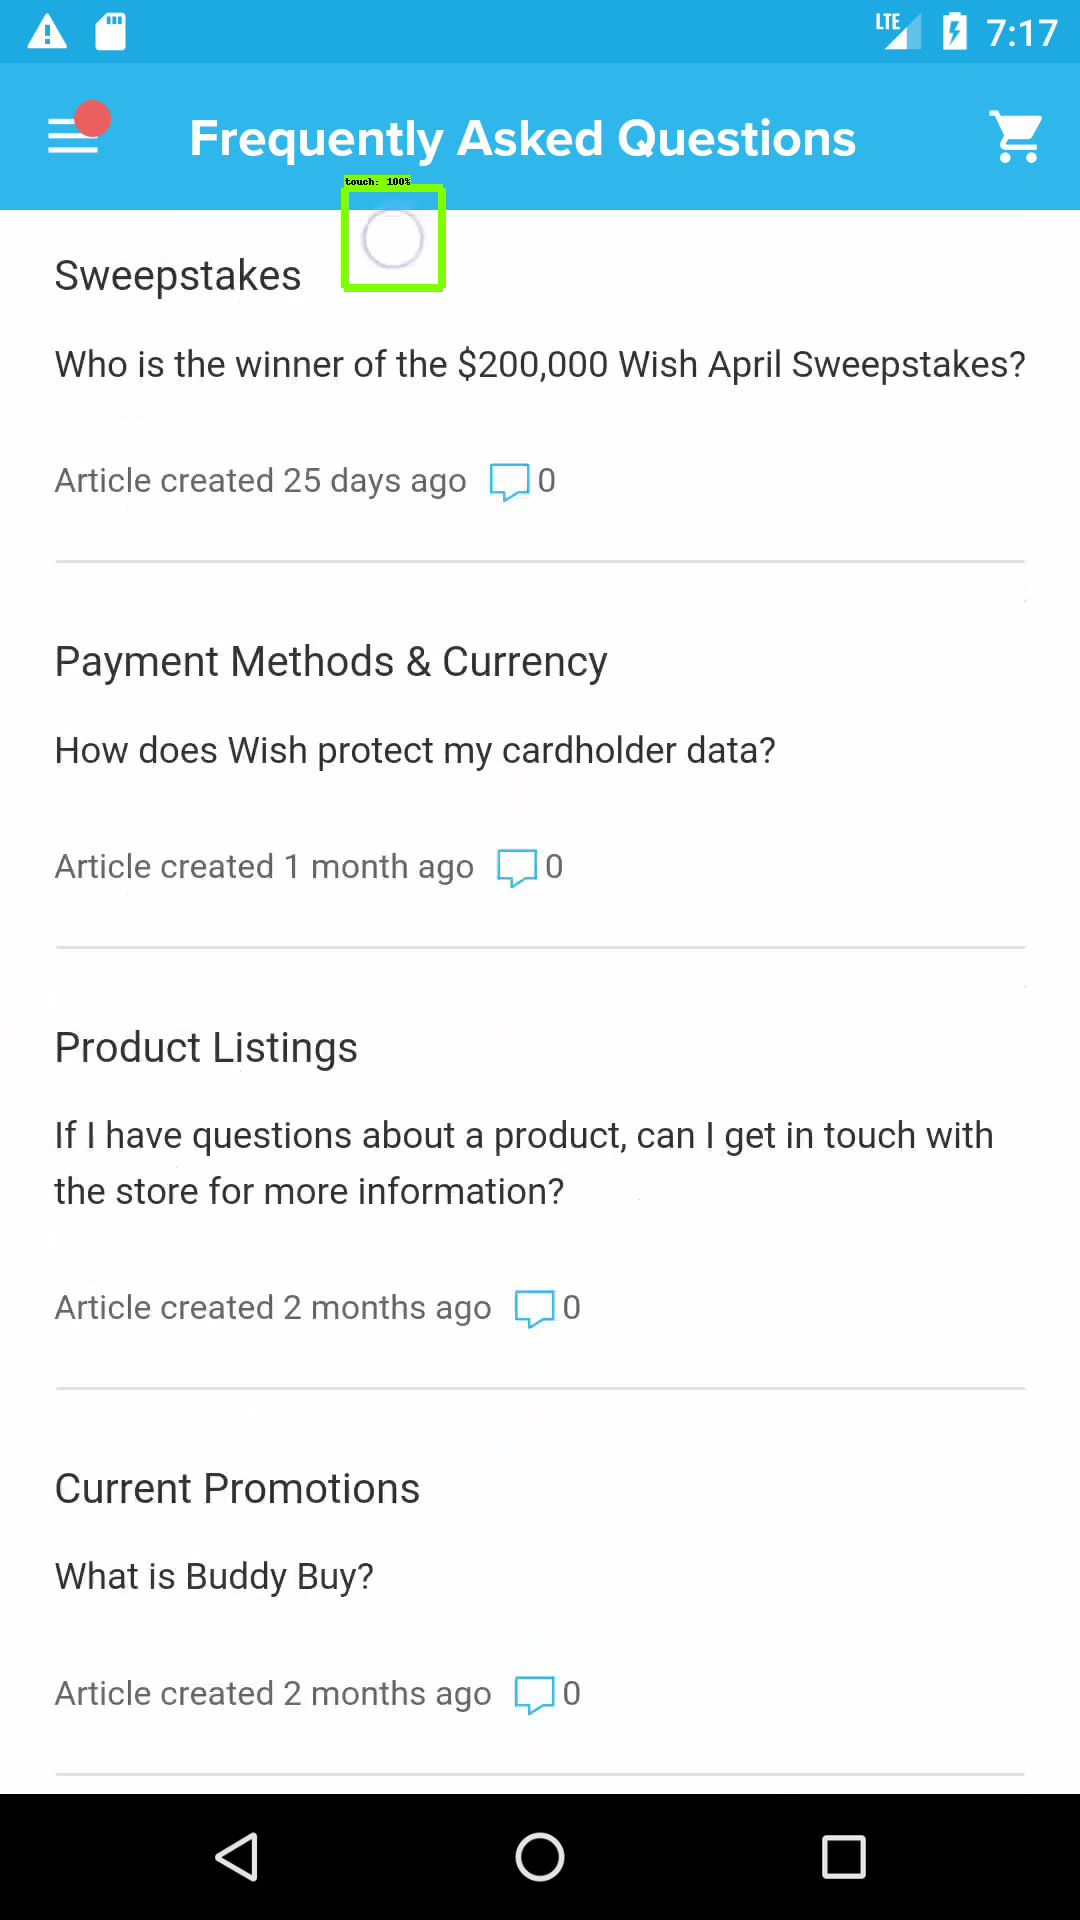 LTE 7:17
Frequently Asked Questions
touch: 100%
Sweepstakes
Who is the winner of the $200,000 Wish April Sweepstakes?
Article created 25 days ago 0
Payment Methods & Currency
How does Wish protect my cardholder data?
Article created 1 month ago 0
Product Listings
If I have questions about a product, can I get in touch with
the store for more information?
Article created 2 months ago 0
Current Promotions
What is Buddy Buy?
Article created 2 months ago 0